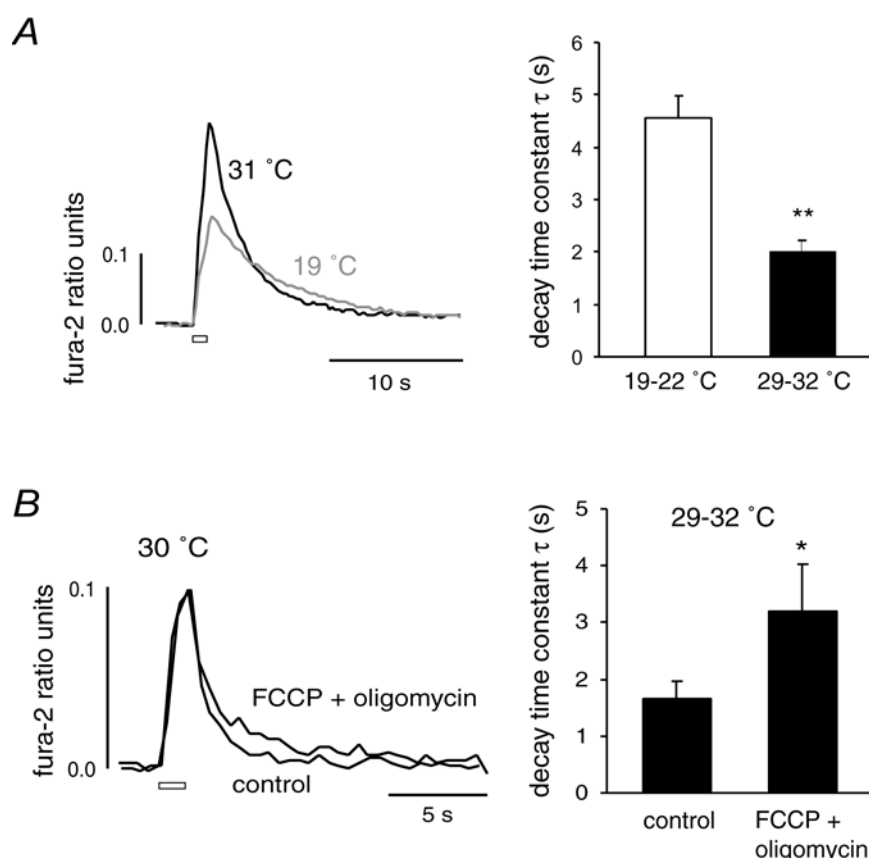 A
fura-2 ratio units
0.1
0.0
31 °C
19 °C
10 s
decay time constant τ (s)
6
5
4
3
2
1
0
**
19-22 °C
29-32 °C
B
30 °C
fura-2 ratio units
0.1
0.0
FCCP + oligomycin
control
5 s
decay time constant τ (s)
5
4
3
2
1
0
29-32 °C
*
control
FCCP +
oligomycin